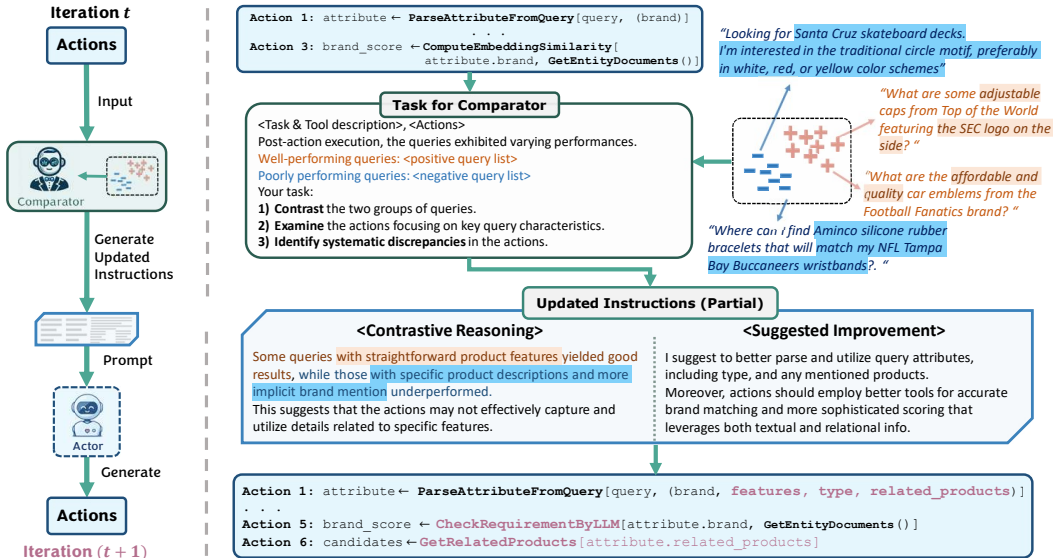 Iteration t
Actions
Input
Comparator
Generate
Updated
Instructions
Prompt
Actor
Generate
Actions
Iteration (t + 1)
Action 1: attribute← ParseAttributeFromQuery[query, (brand)]
. . .
Action 3: brand_score ←ComputeEmbeddingSimilarity[
attribute.brand, GetEntityDocuments()]
Task for Comparator
<Task & Tool description>, <Actions>
Post-action execution, the queries exhibited varying performances.
Well-performing queries: <positive query list>
Poorly performing queries: <negative query list>
Your task:
1) Contrast the two groups of queries.
2) Examine the actions focusing on key query characteristics.
3) Identify systematic discrepancies in the actions.
“Looking for Santa Cruz skateboard decks.
I'm interested in the traditional circle motif, preferably
in white, red, or yellow color schemes”
“What are some adjustable
caps from Top of the World
featuring the SEC logo on the
side? “
“What are the affordable and
quality car emblems from the
Football Fanatics brand? “
“Where can I find Aminco silicone rubber
bracelets that will match my NFL Tampa
Bay Buccaneers wristbands?. “
Updated Instructions (Partial)
<Contrastive Reasoning>
Some queries with straightforward product features yielded good
results, while those with specific product descriptions and more
implicit brand mention underperformed.
This suggests that the actions may not effectively capture and
utilize details related to specific features.
<Suggested Improvement>
I suggest to better parse and utilize query attributes,
including type, and any mentioned products.
Moreover, actions should employ better tools for accurate
brand matching and more sophisticated scoring that
leverages both textual and relational info.
Action 1: attribute← ParseAttributeFromQuery[query, (brand, features, type, related_products)]
. . .
Action 5: brand_score ← CheckRequirementByLLM[attribute.brand, GetEntityDocuments()]
Action 6: candidates←GetRelatedProducts[attribute.related_products]